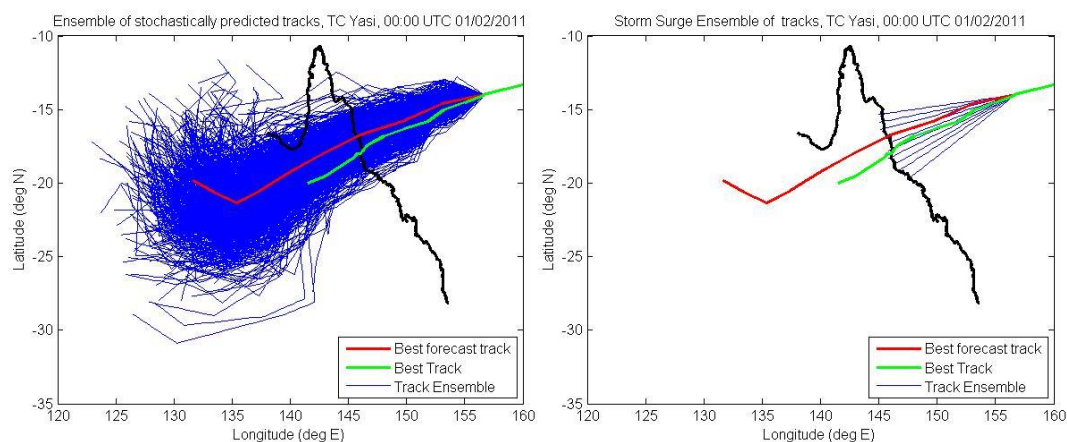 Ensemble of stochastically predicted tracks, TC Yasi, 00:00 UTC 01/02/2011
-10
-15
-20
-25
-30
-35
Latitude (deg N)
120 125 130 135 140 145 150 155 160
Longitude (deg E)
Best forecast track
Best Track
Track Ensemble
Storm Surge Ensemble of tracks, TC Yasi, 00:00 UTC 01/02/2011
-10
-15
-20
-25
-30
-35
Latitude (deg N)
120 125 130 135 140 145 150 155 160
Longitude (deg E)
Best forecast track
Best Track
Track Ensemble